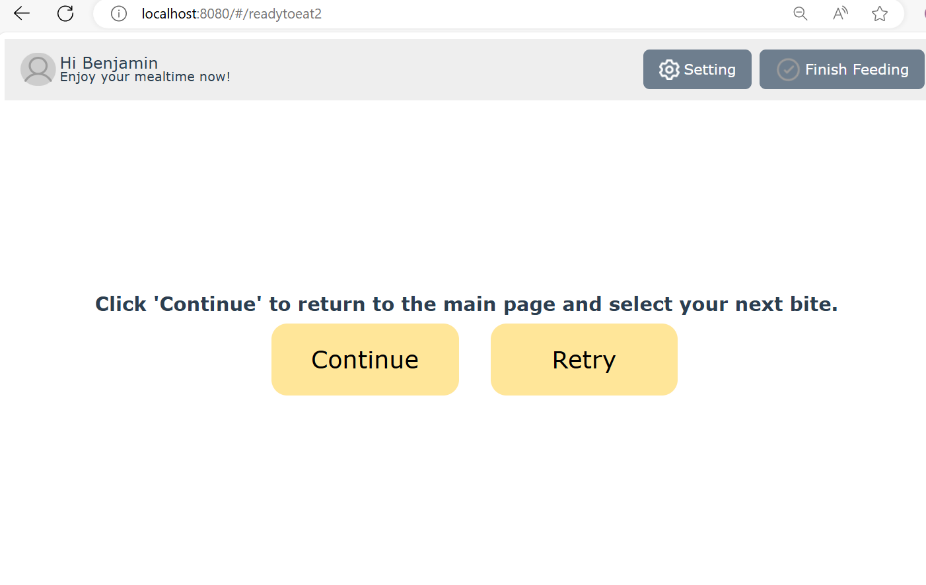 localhost:8080/#/readytoeat2
Hi Benjamin
Enjoy your mealtime now!
Setting
Finish Feeding
Click 'Continue' to return to the main page and select your next bite.
Continue
Retry